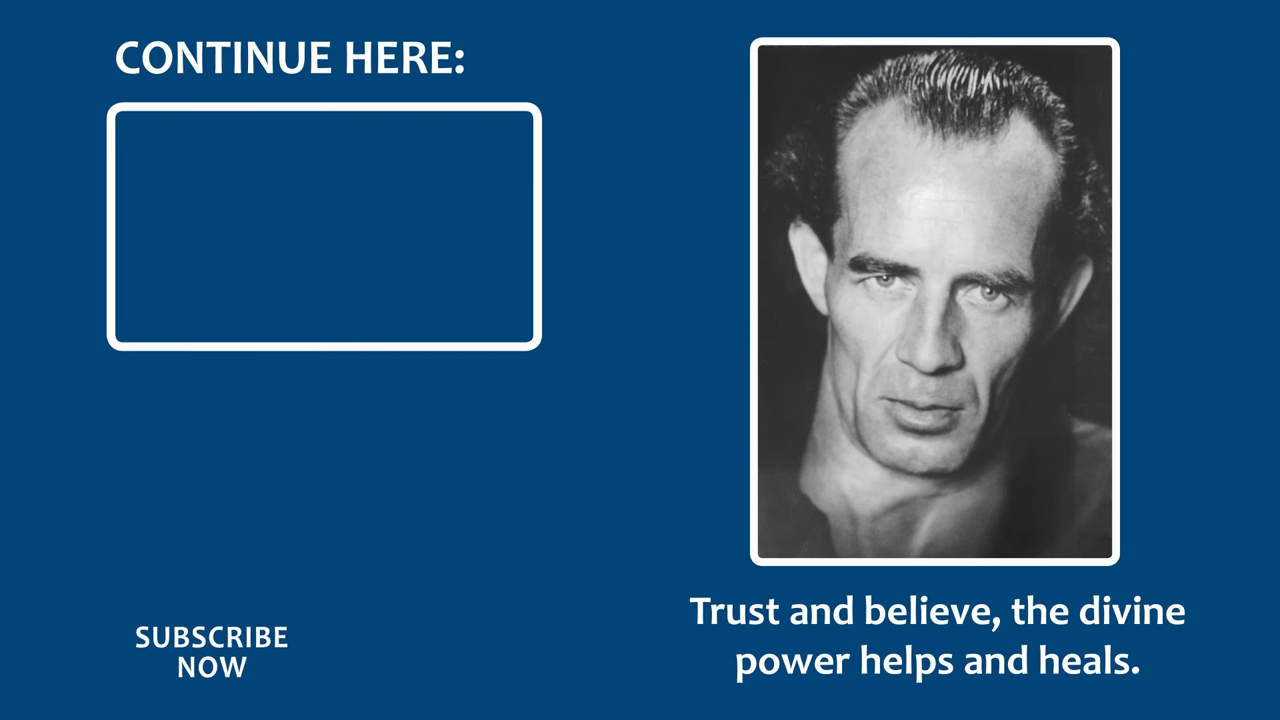 CONTINUE HERE:
SUBSCRIBE
NOW
Trust and believe, the divine
power helps and heals.